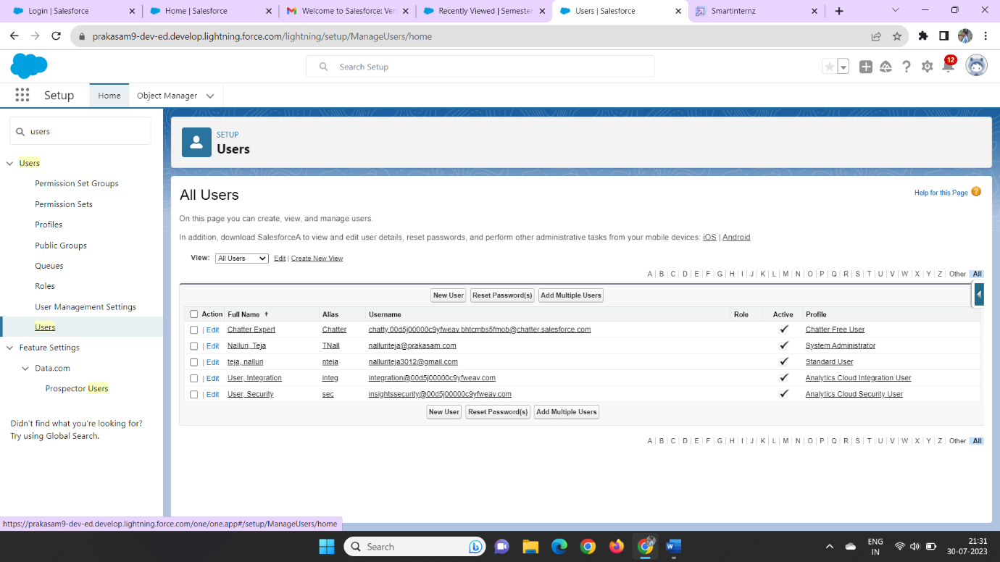 Login | Salesforce
Home | Salesforce
Welcome to Salesforce: Ver
Recently Viewed | Semester
Users | Salesforce
Smartinternz
prakasam9-dev-ed.develop.lightning.force.com/lightning/setup/ManageUsers/home
Search Setup
12
Setup
Home
Object Manager
users
Users
Permission Set Groups
Permission Sets
Profiles
Public Groups
Queues
Roles
User Management Settings
Users
Feature Settings
Data.com
Prospector Users
Didn't find what you're looking for?
Try using Global Search.
SETUP
Users
All Users
Help for this Page ?
On this page you can create, view, and manage users.
In addition, download SalesforceA to view and edit user details, reset passwords, and perform other administrative tasks from your mobile devices: iOS | Android
View: All Users Edit | Create New View
A | B | C | D | E | F | G | H | I | J | K | L | M | N | O | P | Q | R | S | T | U | V | W | X | Y | Z | Other | All
New User Reset Password(s) Add Multiple Users
Action Full Name ↑ Alias Username Role Active Profile
| Edit Chatter Expert Chatter chatty.00d5j00000c9yfweav.bhtcmbs5fmob@chatter.salesforce.com ✓ Chatter Free User
| Edit Nalluri, Teja TNall nalluriteja@prakasam.com ✓ System Administrator
| Edit teja, nalluri nteja nalluriteja3012@gmail.com ✓ Standard User
| Edit User, Integration integ integration@00d5j00000c9yfweav.com ✓ Analytics Cloud Integration User
| Edit User, Security sec insightssecurity@00d5j00000c9yfweav.com ✓ Analytics Cloud Security User
New User Reset Password(s) Add Multiple Users
A | B | C | D | E | F | G | H | I | J | K | L | M | N | O | P | Q | R | S | T | U | V | W | X | Y | Z | Other | All
https://prakasam9-dev-ed.develop.lightning.force.com/one/one.app#/setup/ManageUsers/home
Search
ENG
IN
21:31
30-07-2023